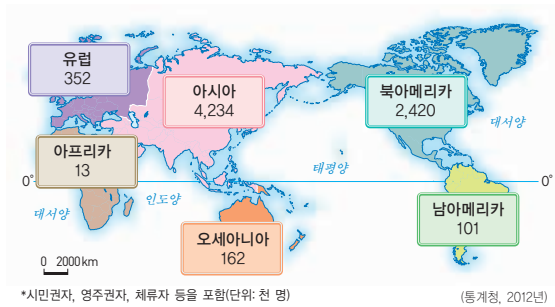 유럽
352
아시아
4,234
북아메리카
2,420
대서양
아프리카
13
태평양
0°
0°
인도양
대서양
오세아니아
162
남아메리카
101
0 2000km
*시민권자, 영주권자, 체류자 등을 포함(단위: 천 명)
(통계청, 2012년)